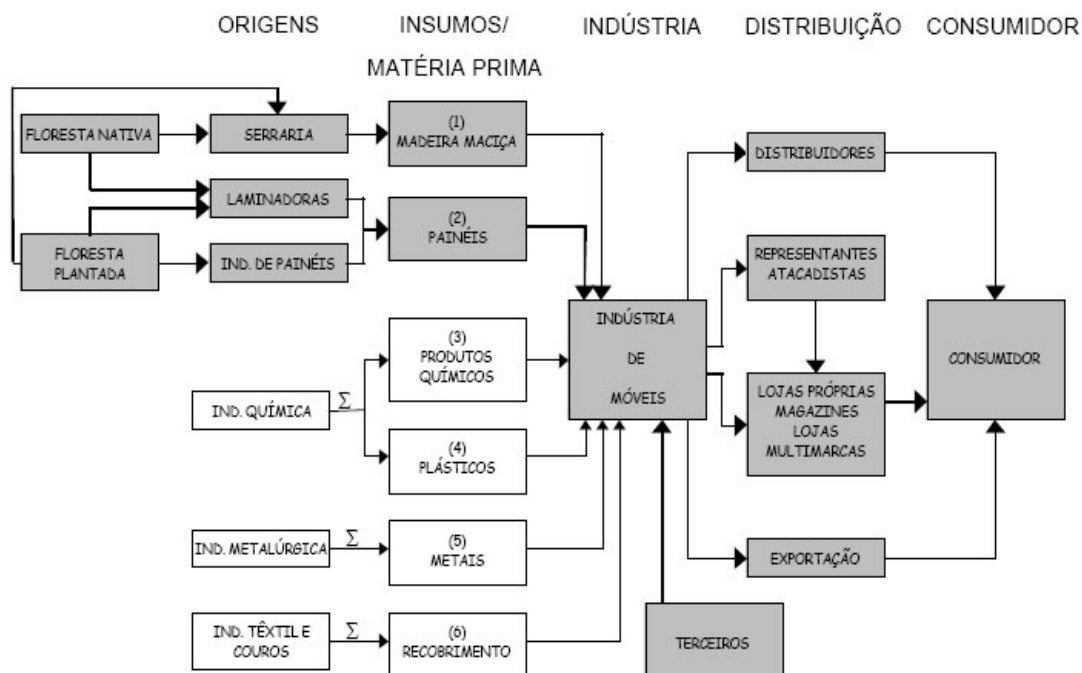 ORIGENS
INSUMOS/
MATÉRIA PRIMA
INDÚSTRIA
DISTRIBUIÇÃO
CONSUMIDOR
FLORESTA NATIVA
SERRARIA
(1)
MADEIRA MACIÇA
DISTRIBUIDORES
LAMINADORAS
(2)
PAINÉIS
FLORESTA
PLANTADA
IND. DE PAINÉIS
REPRESENTANTES
ATACADISTAS
INDÚSTRIA
DE
MÓVEIS
CONSUMIDOR
(3)
PRODUTOS
QUÍMICOS
IND. QUÍMICA
Σ
(4)
PLÁSTICOS
LOJAS PRÓPRIAS
MAGAZINES
LOJAS
MULTIMARCAS
IND. METALÚRGICA
Σ
(5)
METAIS
EXPORTAÇÃO
IND. TÊXTIL E
COUROS
Σ
(6)
RECOBRIMENTO
TERCEIROS